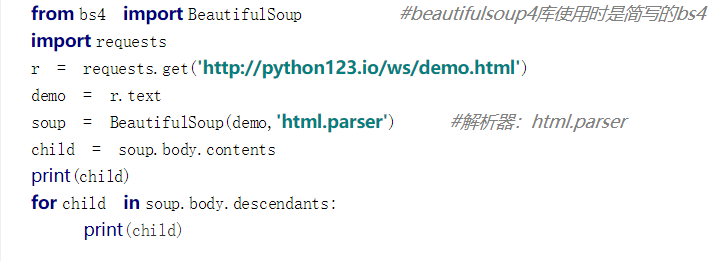 from bs4 import BeautifulSoup #beautifulsoup4库使用时是简写的bs4
import requests
r = requests.get('http://python123.io/ws/demo.html')
demo = r.text
soup = BeautifulSoup(demo,'html.parser') #解析器：html.parser
child = soup.body.contents
print(child)
for child in soup.body.descendants:
print(child)